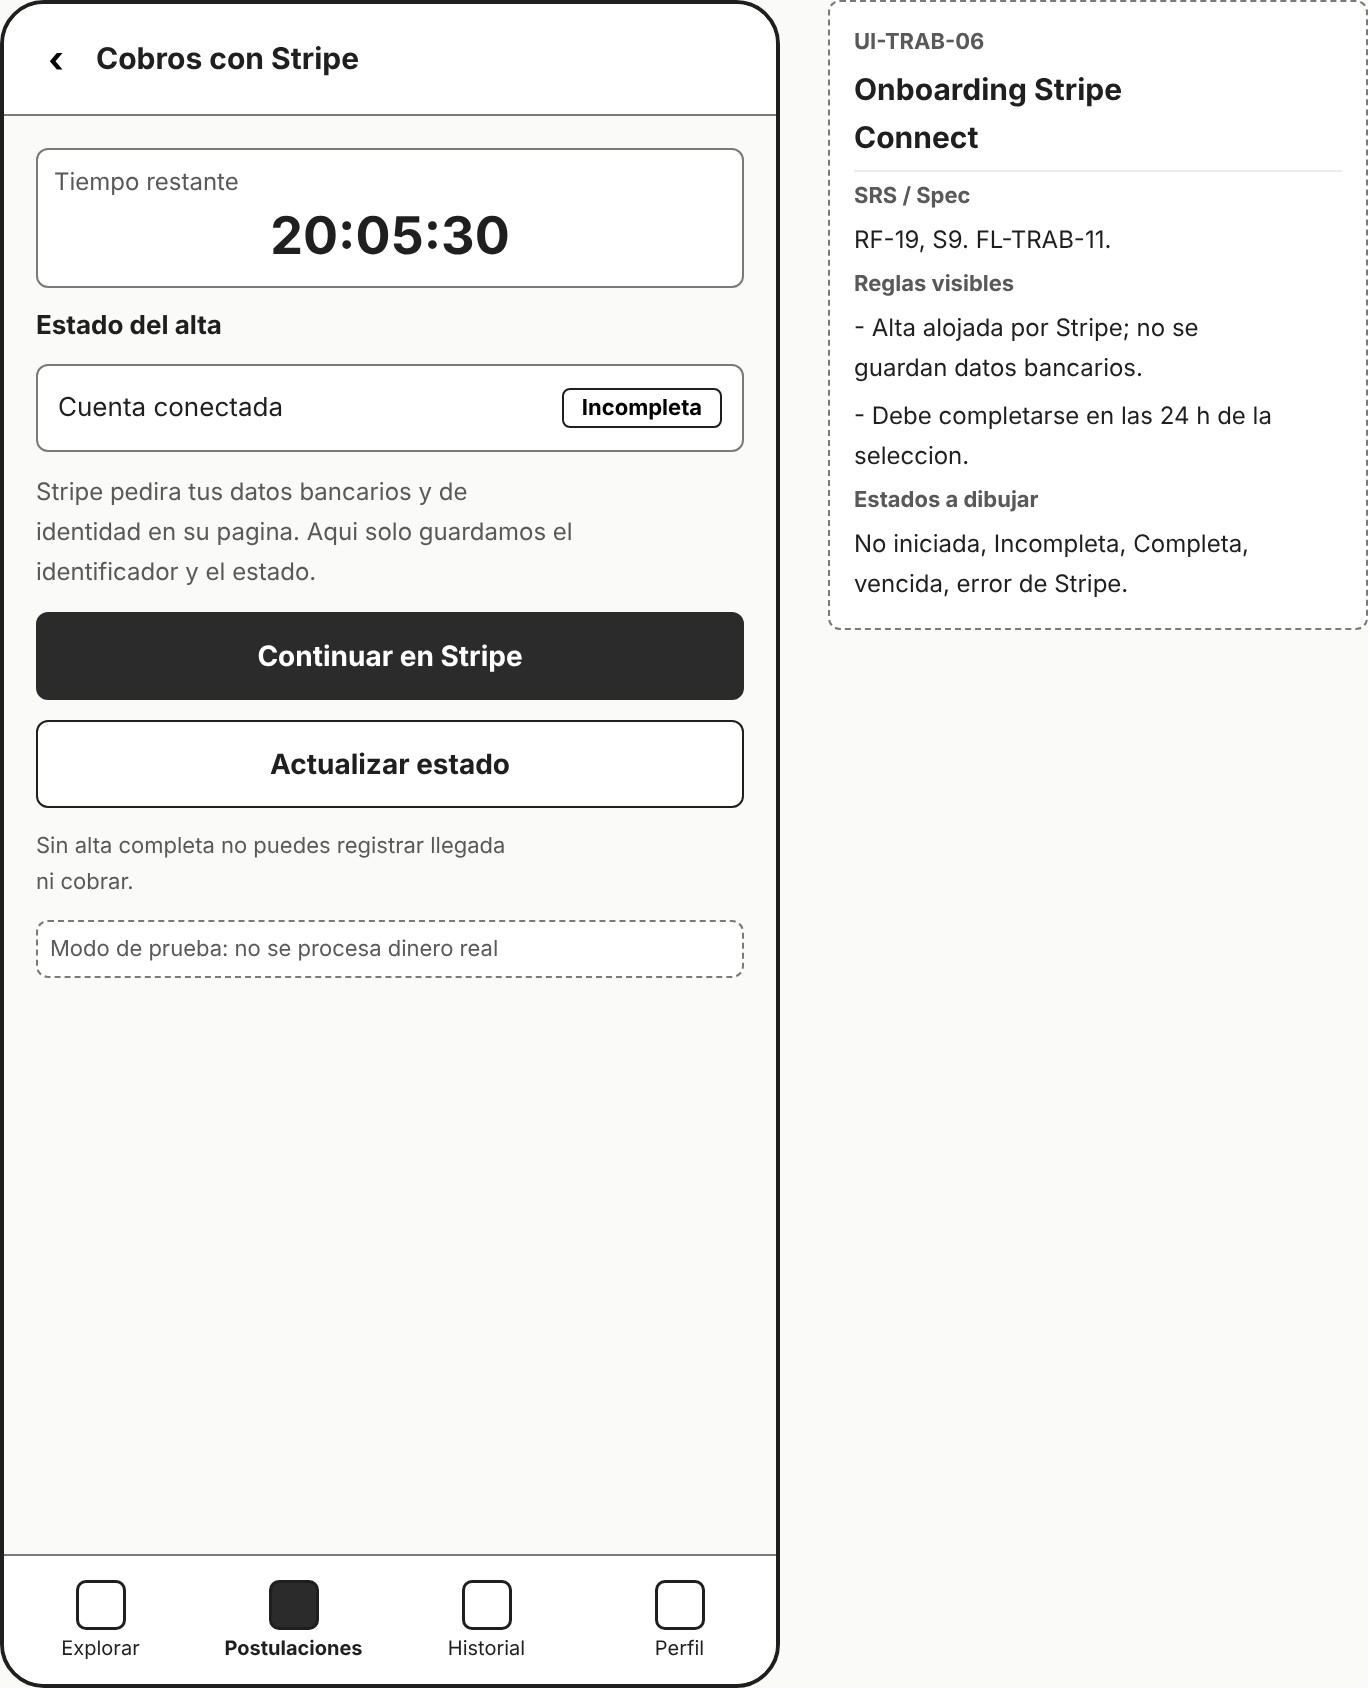 ‹ Cobros con Stripe
Tiempo restante
20:05:30
Estado del alta
Cuenta conectada
Incompleta
Stripe pedira tus datos bancarios y de
identidad en su pagina. Aqui solo guardamos el
identificador y el estado.
Continuar en Stripe
Actualizar estado
Sin alta completa no puedes registrar llegada
ni cobrar.
Modo de prueba: no se procesa dinero real
Explorar
Postulaciones
Historial
Perfil
UI-TRAB-06
Onboarding Stripe
Connect
SRS / Spec
RF-19, S9. FL-TRAB-11.
Reglas visibles
- Alta alojada por Stripe; no se
guardan datos bancarios.
- Debe completarse en las 24 h de la
seleccion.
Estados a dibujar
No iniciada, Incompleta, Completa,
vencida, error de Stripe.